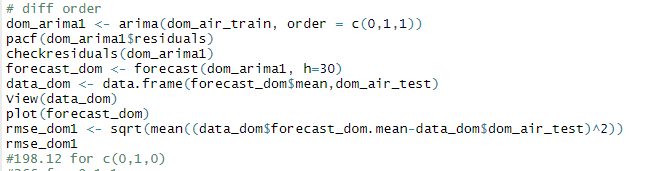 # diff order
dom_arima1 <- arima(dom_air_train, order = c(0,1,1))
pacf(dom_arima1$residuals)
checkresiduals(dom_arima1)
forecast_dom <- forecast(dom_arima1, h=30)
data_dom <- data.frame(forecast_dom$mean,dom_air_test)
View(data_dom)
plot(forecast_dom)
rmse_dom1 <- sqrt(mean((data_dom$forecast_dom.mean-data_dom$dom_air_test)^2))
rmse_dom1
#198.12 for c(0,1,0)